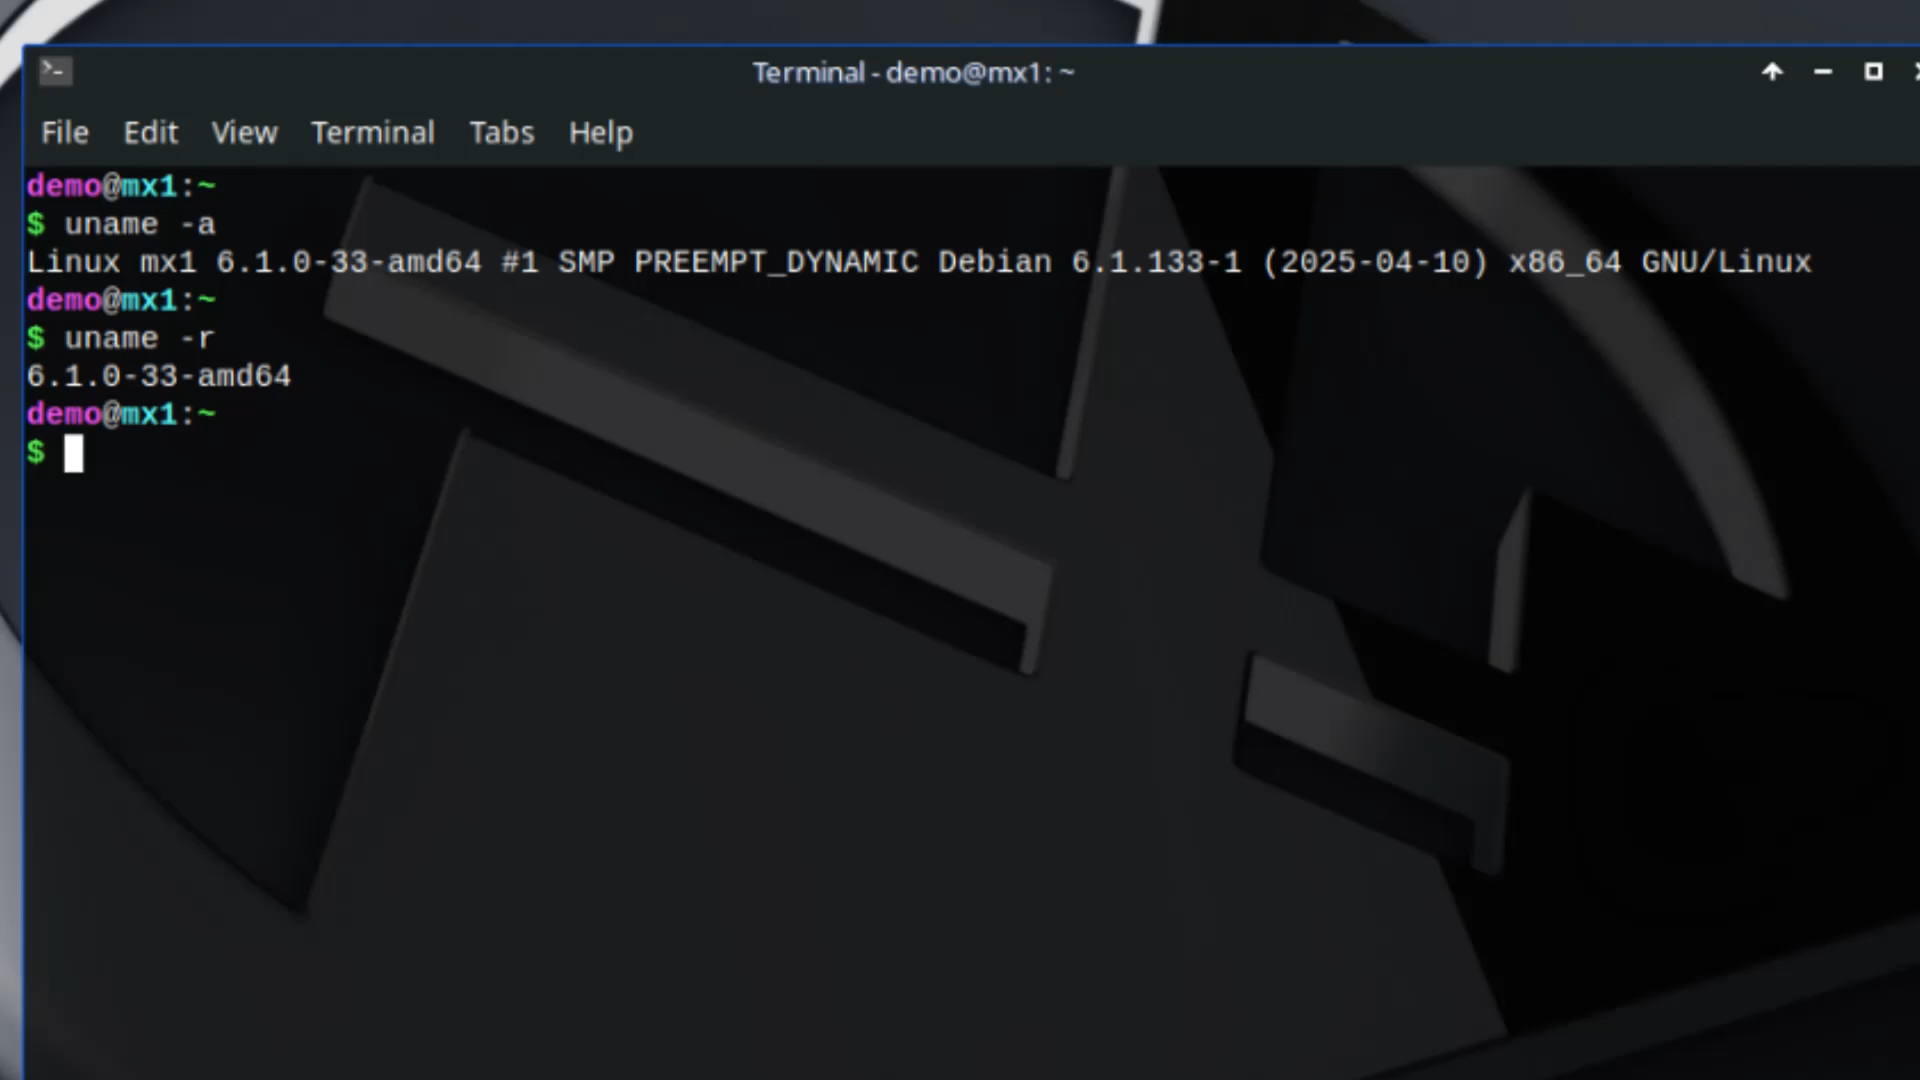 Terminal - demo@mx1: ~
File Edit View Terminal Tabs Help
demo@mx1:~
$ uname -a
Linux mx1 6.1.0-33-amd64 #1 SMP PREEMPT_DYNAMIC Debian 6.1.133-1 (2025-04-10) x86_64 GNU/Linux
demo@mx1:~
$ uname -r
6.1.0-33-amd64
demo@mx1:~
$